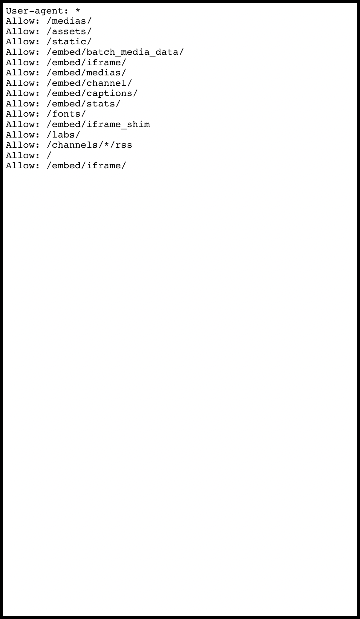 User-agent: *
Allow: /medias/
Allow: /assets/
Allow: /static/
Allow: /embed/batch_media_data/
Allow: /embed/iframe/
Allow: /embed/medias/
Allow: /embed/channel/
Allow: /embed/captions/
Allow: /embed/stats/
Allow: /fonts/
Allow: /embed/iframe_shim
Allow: /labs/
Allow: /channels/*/rss
Allow: /
Allow: /embed/iframe/